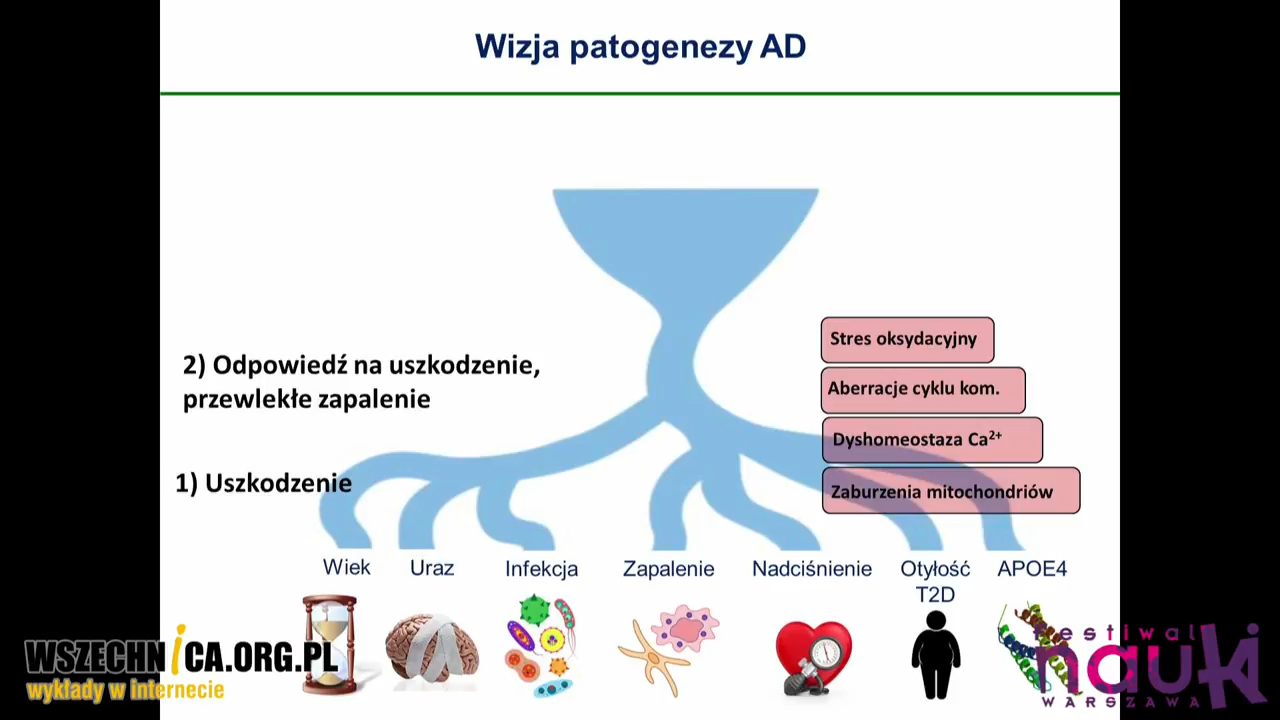 Wizja patogenezy AD
Stres oksydacyjny
2) Odpowiedź na uszkodzenie,
przewlekłe zapalenie
Aberracje cyklu kom.
Dyshomeostaza Ca²⁺
1) Uszkodzenie
Zaburzenia mitochondriów
Wiek Uraz Infekcja Zapalenie Nadciśnienie Otyłość APOE4
T2D
WSZECHNICA.ORG.PL
wykłady w internecie
festiwal
nauki
WARSZAWA